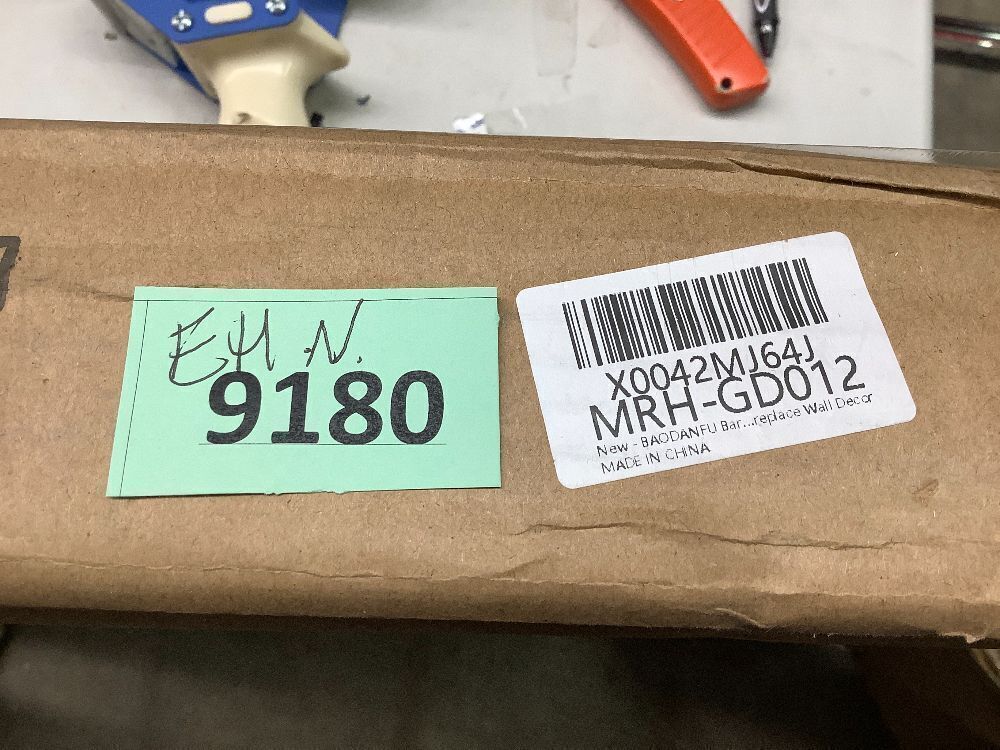 EH N.
9180
X0042MJ64J
MRH-GD012
New - BAODANFU Bar...replace Wall Decor
MADE IN CHINA